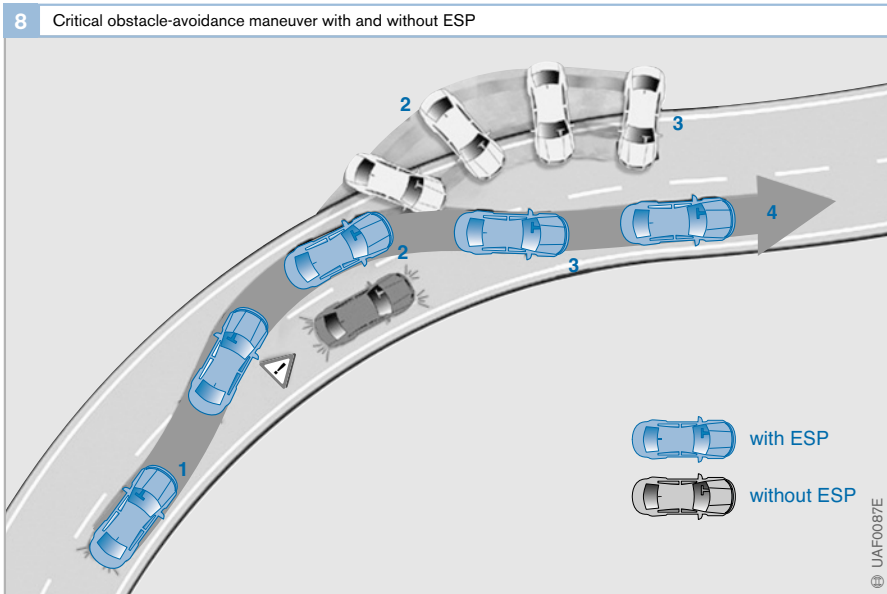 8 Critical obstacle-avoidance maneuver with and without ESP
2
3
4
2
3
!
1
with ESP
without ESP
UAF0087E